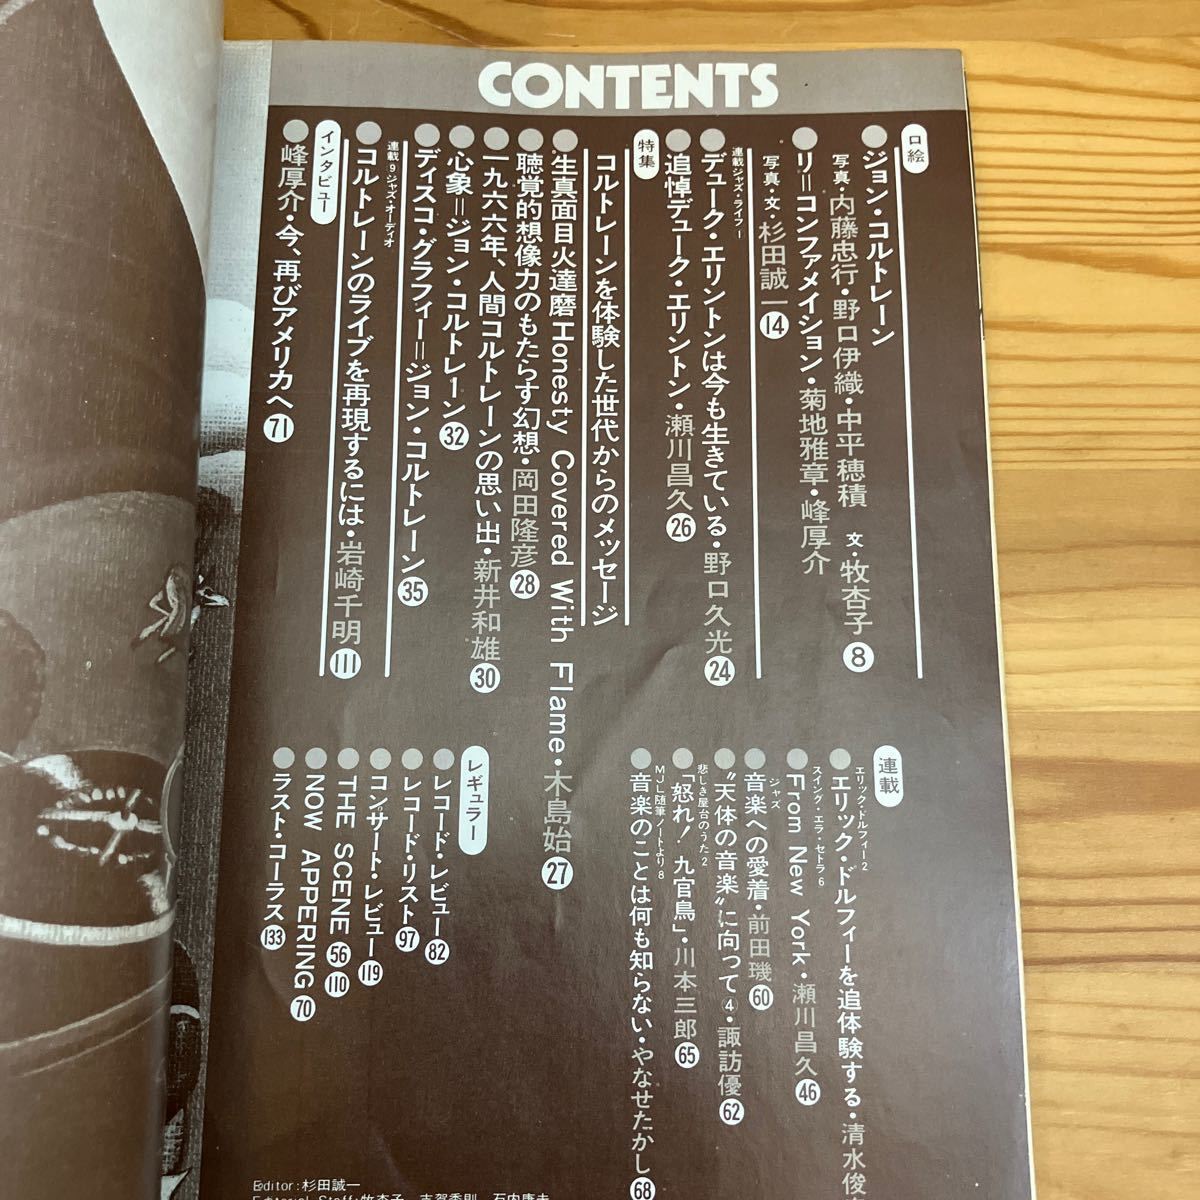 CONTENTS
口絵
ジョン・コルトレーン
写真・内藤忠行・野口伊織・中平穂積 文・牧杏子 8
リ=コンファメイション・菊地雅章・峰厚介
写真・文・杉田誠一 14
連載ジャズ・ライフ1
デューク・エリントンは今も生きている・野口久光 24
追悼デューク・エリントン・瀬川昌久 26
特集
コルトレーンを体験した世代からのメッセージ
生真面目火達磨Honesty Covered With Flame・木島始 27
聴覚的想像力のもたらす幻想・岡田隆彦 28
一九六六年、人間コルトレーンの思い出・新井和雄 30
心象=ジョン・コルトレーン 32
ディスコ・グラフィー=ジョン・コルトレーン 35
連載9ジャズ・オーディオ
コルトレーンのライブを再現するには・岩崎千明 111
インタビュー
峰厚介・今、再びアメリカへ 71
連載
エリック・ドルフィー2
エリック・ドルフィーを追体験する・清水俊
スイング・エラ・セトラ6
From New York・瀬川昌久 46
ジャズ
音楽への愛着・前田璣 60
"天体の音楽"に向って④・諏訪優 62
悲しき屋台のうた2
「怒れ！九官鳥」・川本三郎 65
MJL随筆ノートより8
音楽のことは何も知らない・やなせたかし 68
レギュラー
レコード・レビュー 82
レコード・リスト 97
コンサート・レビュー 119
THE SCENE 56 110
NOW APPERING 70
ラスト・コーラス 133
Editor:杉田誠一
Editorial Staff:牧杏子 志賀秀則 石内康夫